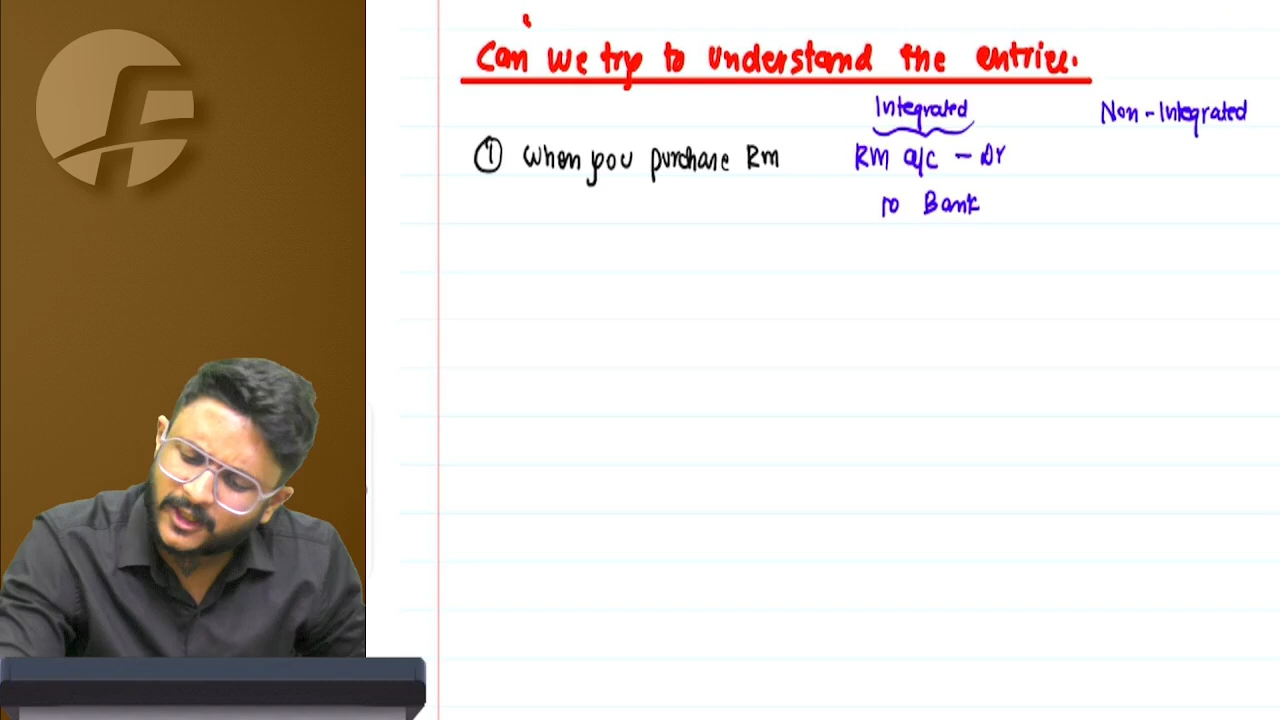 Can we try to understand the entries.
Integrated Non-Integrated
① When you purchase Rm RM a/c - Dr
To Bank